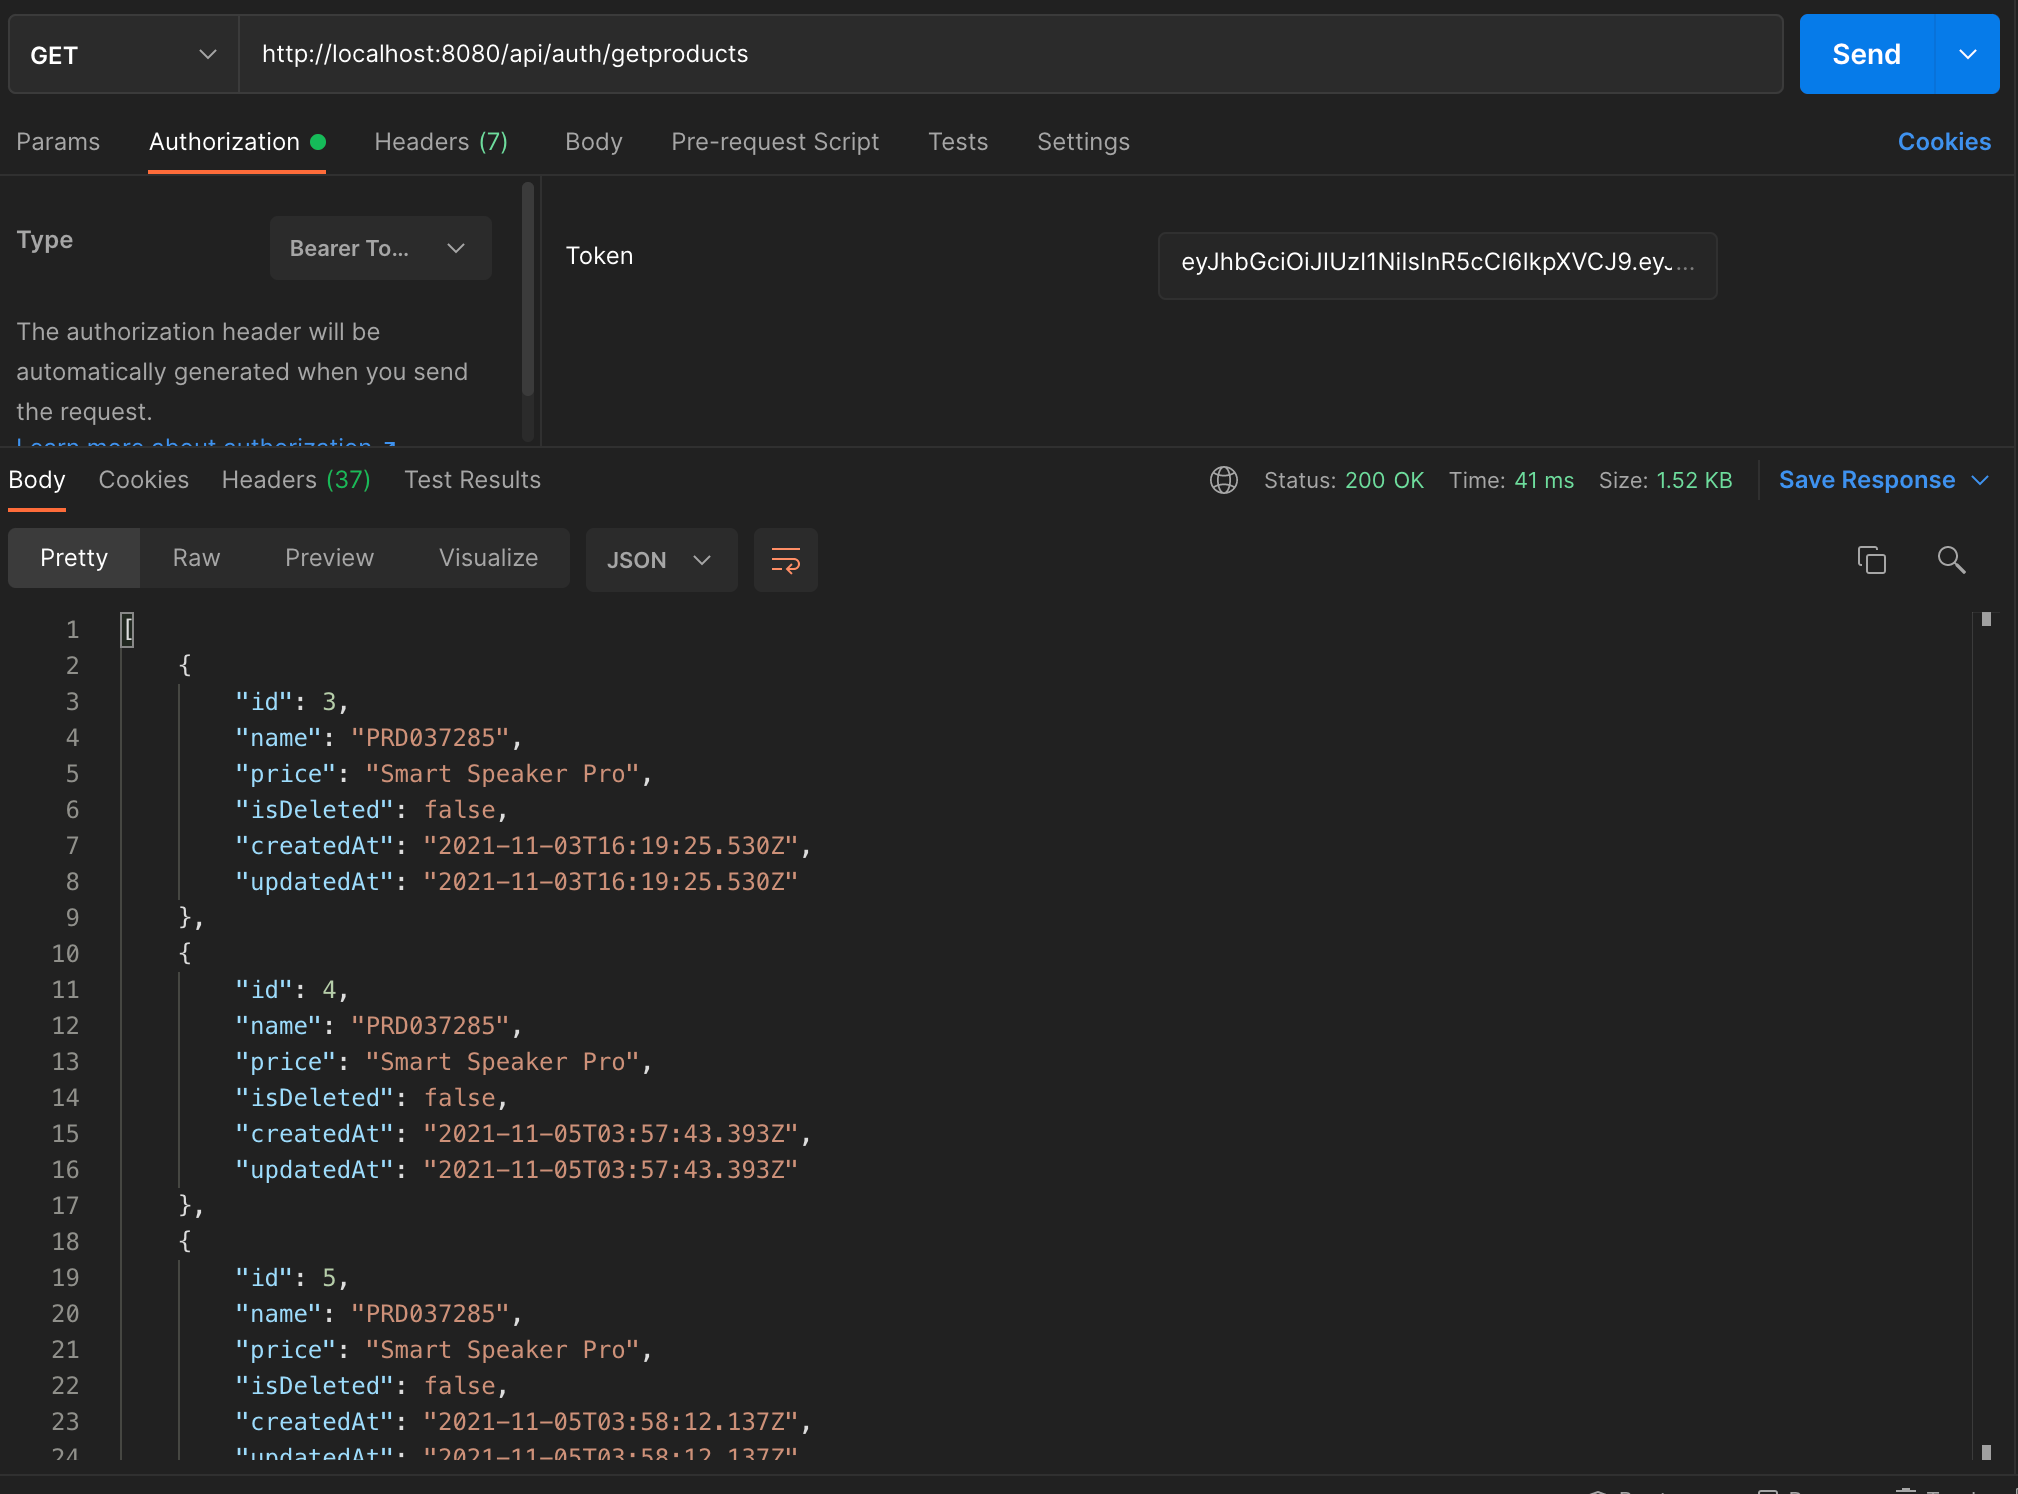 GET http://localhost:8080/api/auth/getproducts Send
Params Authorization Headers (7) Body Pre-request Script Tests Settings Cookies
Type Bearer To... Token eyJhbGciOiJIUzI1NiIsInR5cCI6IkpXVCJ9.eyJ...
The authorization header will be
automatically generated when you send
the request.
Learn more about authorization ↗
Body Cookies Headers (37) Test Results Status: 200 OK Time: 41 ms Size: 1.52 KB Save Response
Pretty Raw Preview Visualize JSON
1 [
2 {
3 "id": 3,
4 "name": "PRD037285",
5 "price": "Smart Speaker Pro",
6 "isDeleted": false,
7 "createdAt": "2021-11-03T16:19:25.530Z",
8 "updatedAt": "2021-11-03T16:19:25.530Z"
9 },
10 {
11 "id": 4,
12 "name": "PRD037285",
13 "price": "Smart Speaker Pro",
14 "isDeleted": false,
15 "createdAt": "2021-11-05T03:57:43.393Z",
16 "updatedAt": "2021-11-05T03:57:43.393Z"
17 },
18 {
19 "id": 5,
20 "name": "PRD037285",
21 "price": "Smart Speaker Pro",
22 "isDeleted": false,
23 "createdAt": "2021-11-05T03:58:12.137Z",
24 "updatedAt": "2021-11-05T03:58:12.137Z"